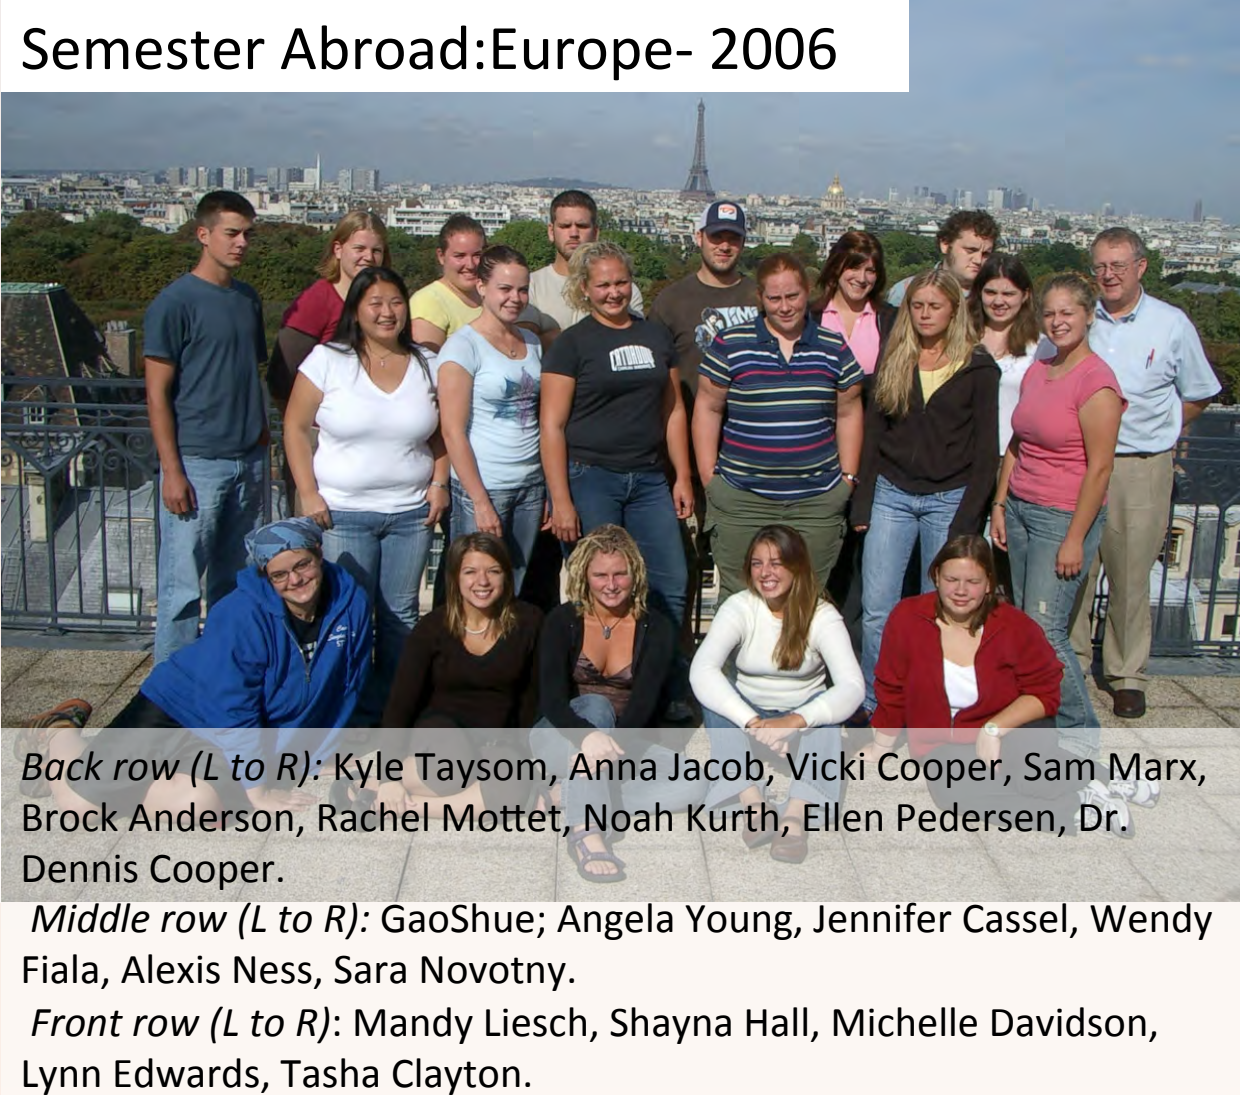 Semester Abroad:Europe- 2006
Back row (L to R): Kyle Taysom, Anna Jacob, Vicki Cooper, Sam Marx,
Brock Anderson, Rachel Mottet, Noah Kurth, Ellen Pedersen, Dr.
Dennis Cooper.
Middle row (L to R): GaoShue; Angela Young, Jennifer Cassel, Wendy
Fiala, Alexis Ness, Sara Novotny.
Front row (L to R): Mandy Liesch, Shayna Hall, Michelle Davidson,
Lynn Edwards, Tasha Clayton.